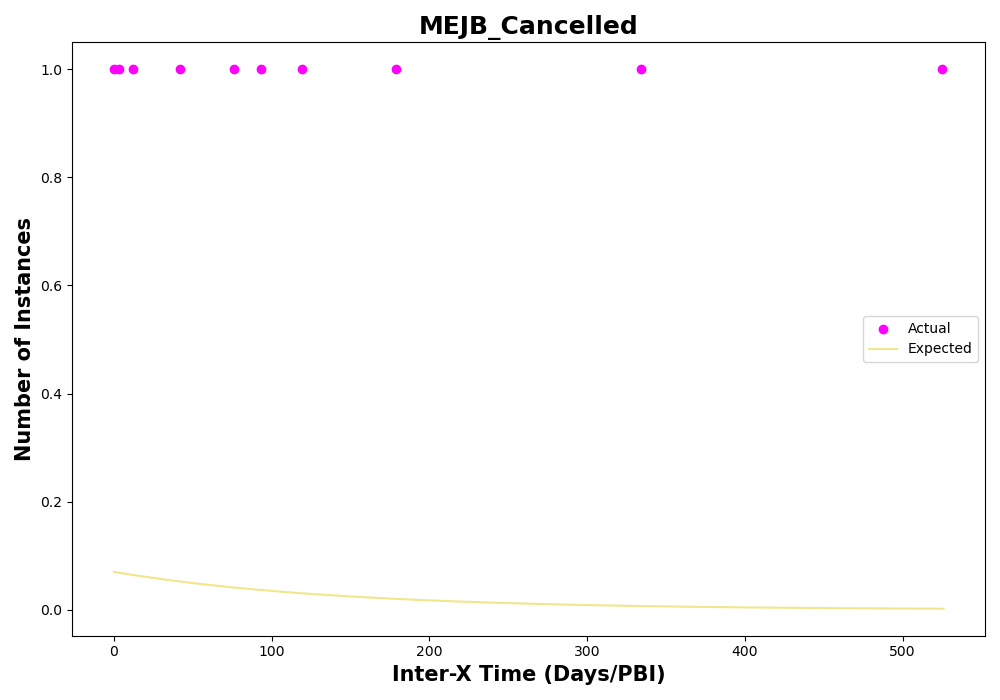 MEJB_Cancelled
Number of Instances
1.0
0.8
0.6
0.4
0.2
0.0
Actual
Expected
0 100 200 300 400 500
Inter-X Time (Days/PBI)